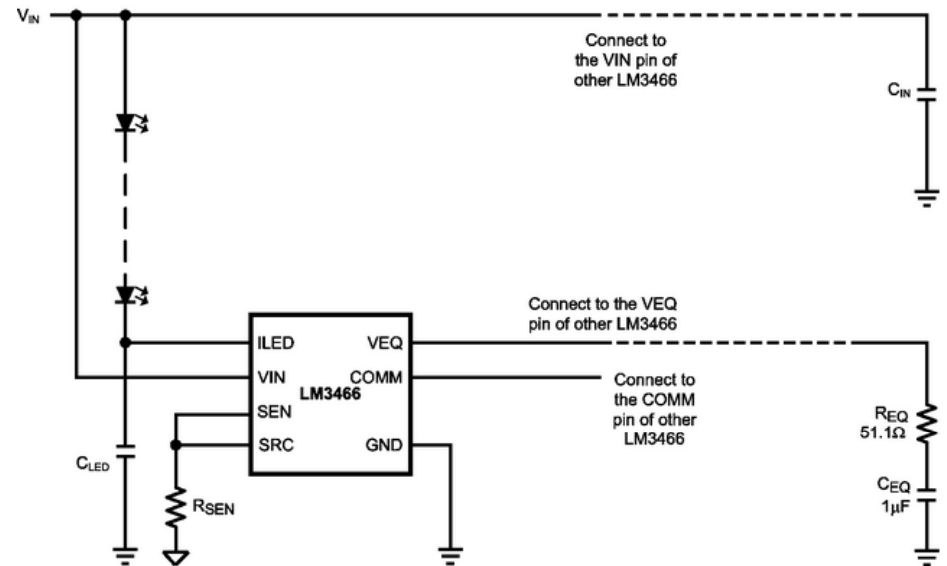 VIN
Connect to
the VIN pin of
other LM3466
CIN
Connect to the VEQ
pin of other LM3466
ILED
VEQ
VIN
COMM
LM3466
SEN
SRC
GND
Connect to
the COMM
pin of other
LM3466
REQ
51.1Ω
CEQ
1µF
CLED
RSEN